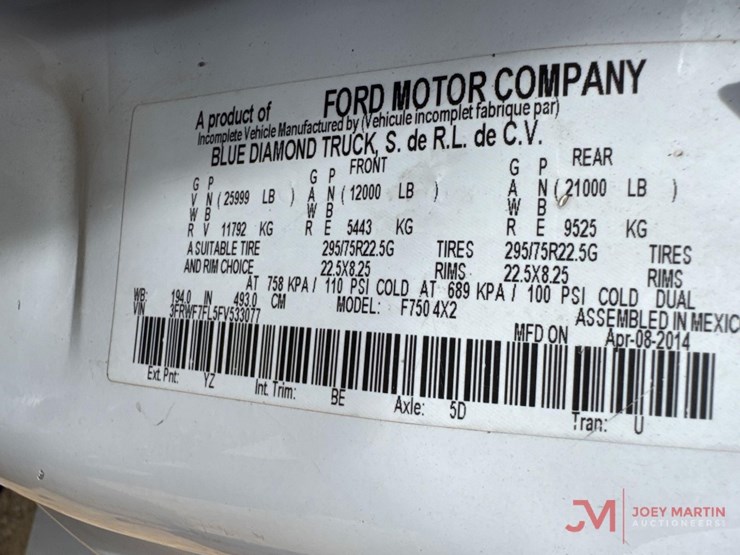 A product of FORD MOTOR COMPANY
Incomplete Vehicle Manufactured by (Vehicule incomplet fabrique par)
BLUE DIAMOND TRUCK, S. de R.L. de C.V.
G P FRONT G P REAR G P
V N (25999 LB ) A N (12000 LB ) A N (21000 LB )
W B W B W B
R V 11792 KG R E 5443 KG R E 9525 KG
A SUITABLE TIRE 295/75R22.5G TIRES 295/75R22.5G TIRES
AND RIM CHOICE 22.5X8.25 RIMS 22.5X8.25 RIMS
AT 758 KPA / 110 PSI COLD AT 689 KPA / 100 PSI COLD DUAL
WB: 194.0 IN 493.0 CM MODEL: F750 4X2 ASSEMBLED IN MEXIC
VIN 3FRWF7FL5FV533077 MFD ON Apr-08-2014
Ext. Pnt: YZ Int. Trim: BE Axle: 5D Tran: U
JM JOEY MARTIN
AUCTIONEERS!